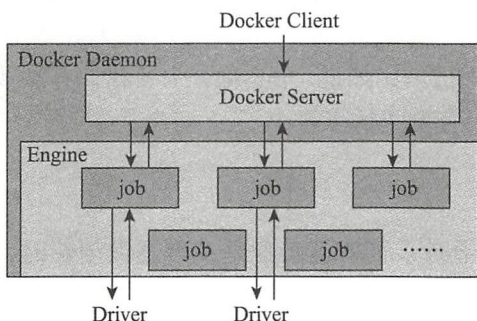 Docker Client
Docker Daemon
Docker Server
Engine
job
job
job
job
job
……
Driver
Driver